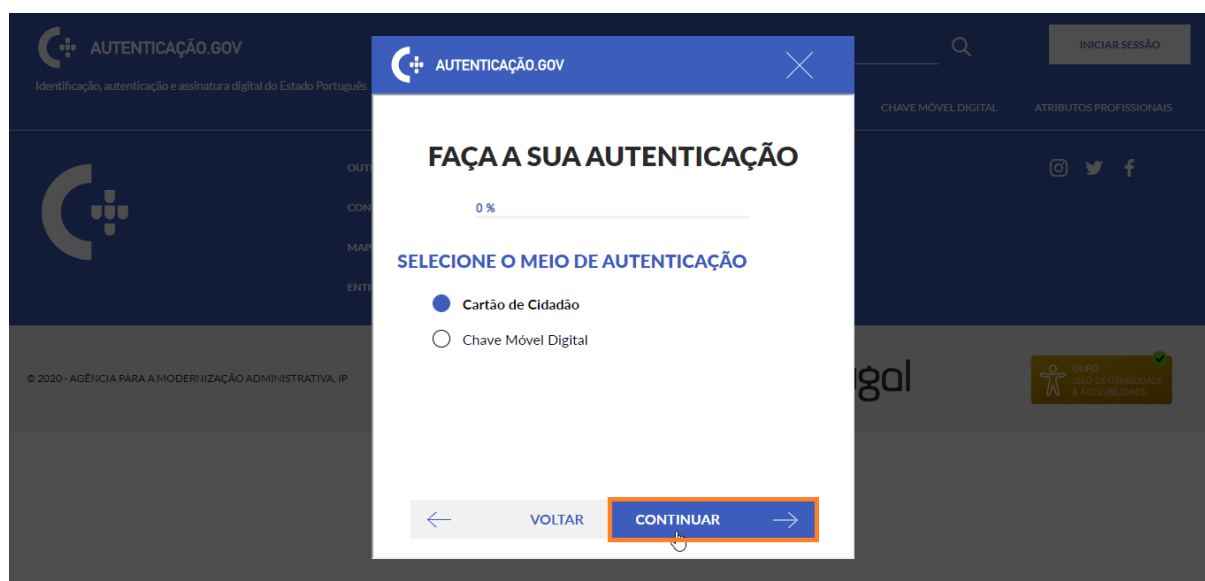 AUTENTICAÇÃO.GOV
INICIAR SESSÃO
Identificação, autenticação e assinatura digital do Estado Português
CHAVE MÓVEL DIGITAL
ATRIBUTOS PROFISSIONAIS
AUTENTICAÇÃO.GOV
FAÇA A SUA AUTENTICAÇÃO
0 %
SELECIONE O MEIO DE AUTENTICAÇÃO
Cartão de Cidadão
Chave Móvel Digital
VOLTAR
CONTINUAR
© 2020 - AGÊNCIA PARA A MODERNIZAÇÃO ADMINISTRATIVA, IP
OURO
SELO DE USABILIDADE
& ACESSIBILIDADE